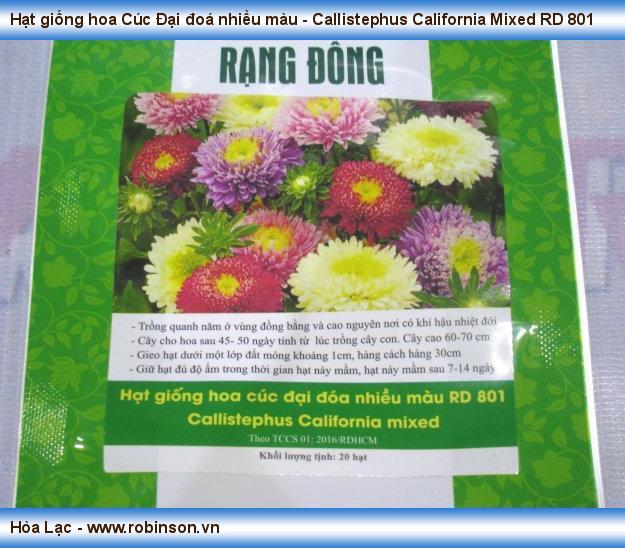 Hạt giống hoa Cúc Đại đoá nhiều màu - Callistephus California Mixed RD 801
RẠNG ĐÔNG
- Trồng quanh năm ở vùng đồng bằng và cao nguyên nơi có khí hậu nhiệt đới
- Cây cho hoa sau 45- 50 ngày tính từ lúc trồng cây con. Cây cao 60-70 cm
- Gieo hạt dưới một lớp đất mỏng khoảng 1cm, hàng cách hàng 30cm
- Giữ hạt đủ độ ẩm trong thời gian hạt nảy mầm, hạt nảy mầm sau 7-14 ngày
Hạt giống hoa cúc đại đóa nhiều màu RD 801
Callistephus California mixed
Theo TCCS 01: 2016/RĐHCM
Khối lượng tịnh: 20 hạt
Hòa Lạc - www.robinson.vn